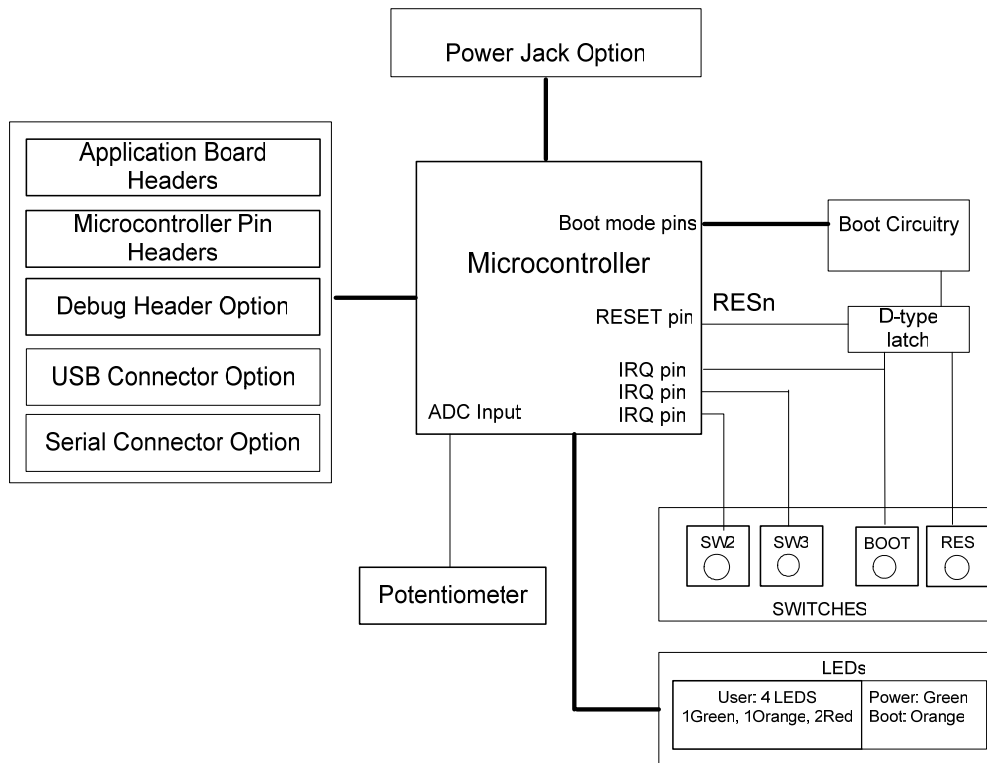 Power Jack Option
Application Board
Headers
Microcontroller Pin
Headers
Debug Header Option
USB Connector Option
Serial Connector Option
Boot mode pins
Microcontroller
RESET pin
IRQ pin
IRQ pin
IRQ pin
ADC Input
RESn
Boot Circuitry
D-type
latch
Potentiometer
SW2
SW3
BOOT
RES
SWITCHES
LEDs
User: 4 LEDS
1Green, 1Orange, 2Red
Power: Green
Boot: Orange